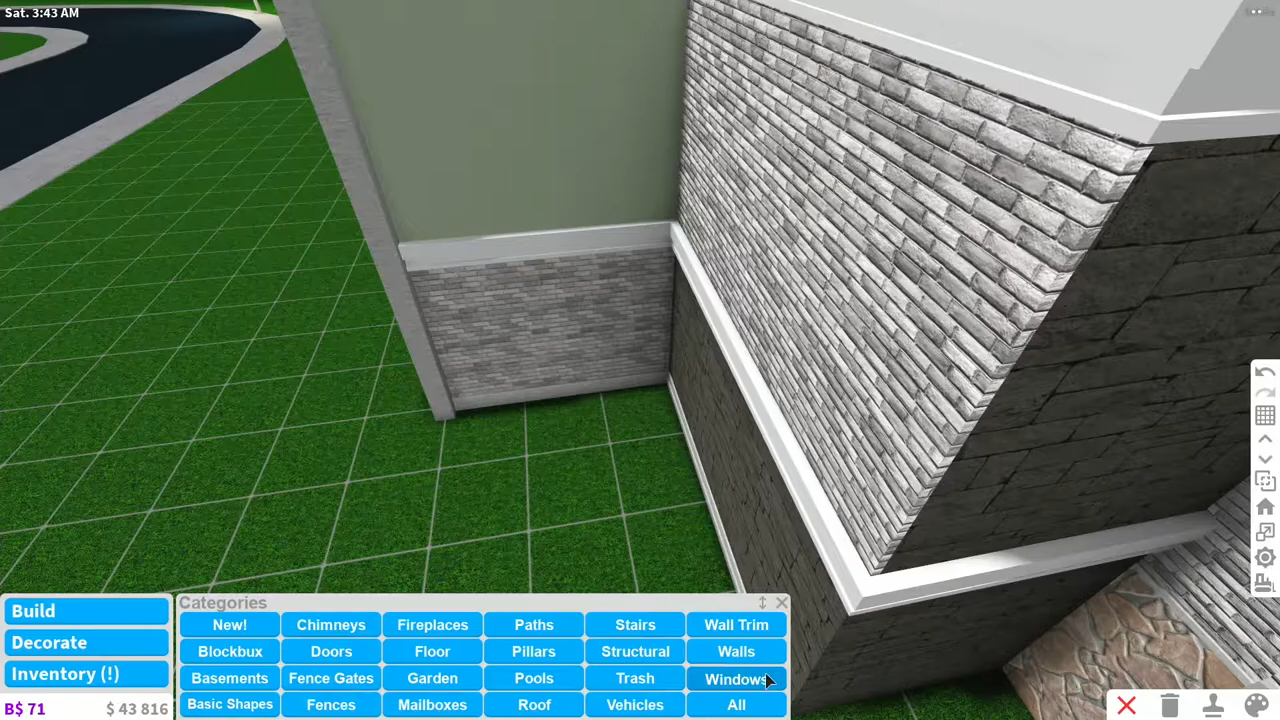 Sat. 3:43 AM
Build
Decorate
Inventory (!)
B$ 71
$ 43 816
Categories
New!
Chimneys
Fireplaces
Paths
Stairs
Wall Trim
Blockbux
Doors
Floor
Pillars
Structural
Walls
Basements
Fence Gates
Garden
Pools
Trash
Windows
Basic Shapes
Fences
Mailboxes
Roof
Vehicles
All